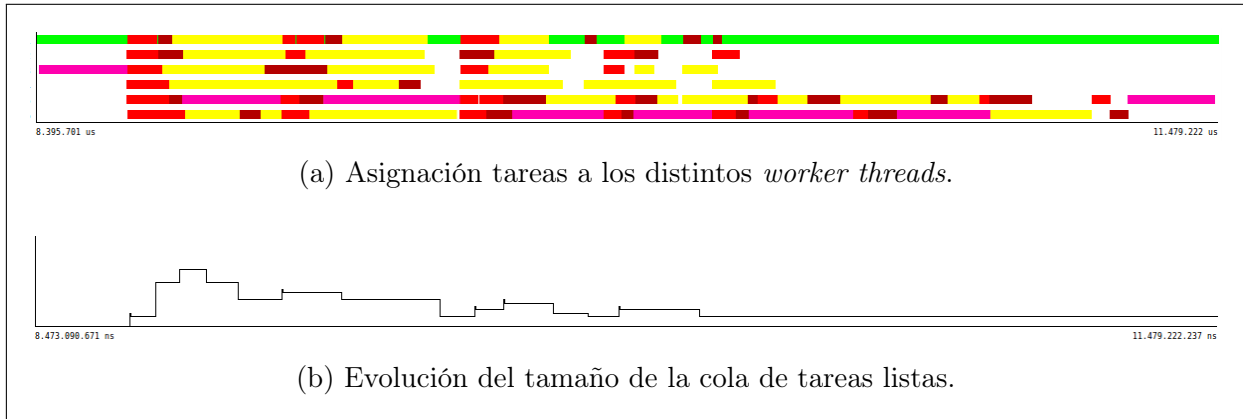 8.395.701 us
11.479.222 us
(a) Asignación tareas a los distintos worker threads.
8.473.090.671 ms
11.479.222.237 ns
(b) Evolución del tamaño de la cola de tareas listas.